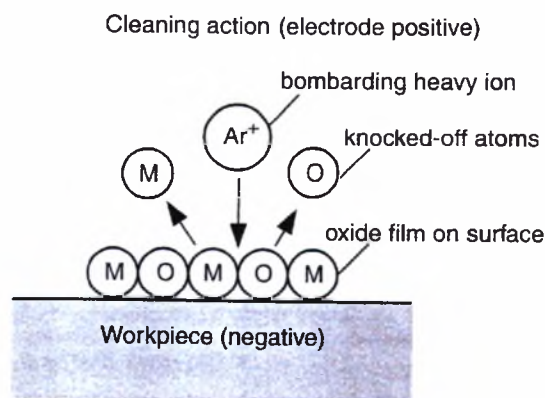 Cleaning action (electrode positive)
bombarding heavy ion
Ar+
knocked-off atoms
M
O
oxide film on surface
M O M O M
Workpiece (negative)